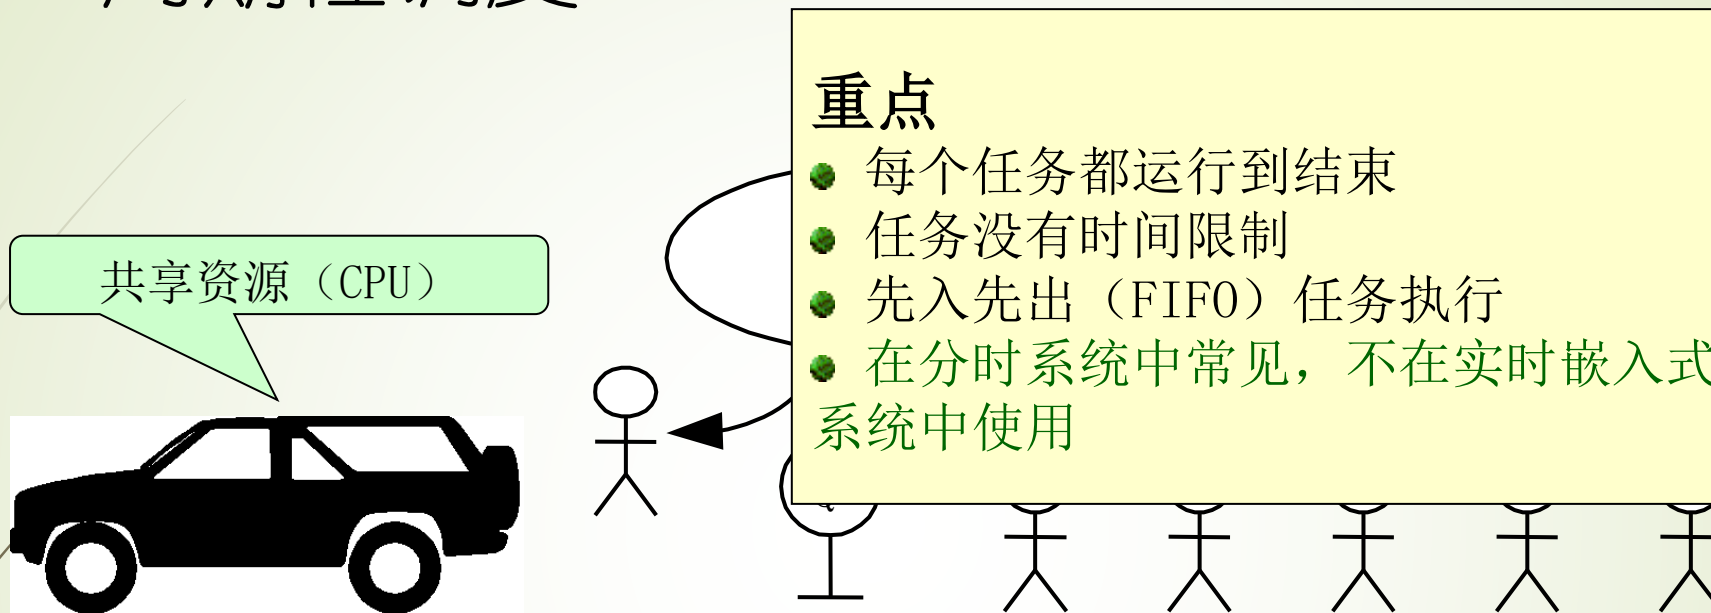 重点
每个任务都运行到结束
任务没有时间限制
先入先出（FIFO）任务执行
在分时系统中常见，不在实时嵌入式
系统中使用
共享资源（CPU）